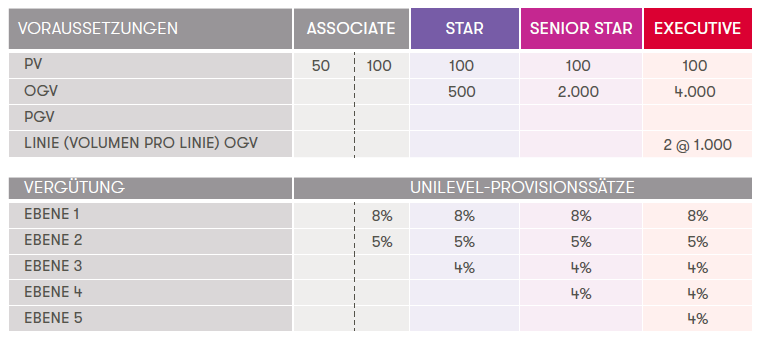 VORAUSSETZUNGEN ASSOCIATE STAR SENIOR STAR EXECUTIVE
PV 50 100 100 100 100
OGV 500 2.000 4.000
PGV
LINIE (VOLUMEN PRO LINIE) OGV 2 @ 1.000
VERGÜTUNG UNILEVEL-PROVISIONSSÄTZE
EBENE 1 8% 8% 8% 8%
EBENE 2 5% 5% 5% 5%
EBENE 3 4% 4% 4%
EBENE 4 4% 4%
EBENE 5 4%